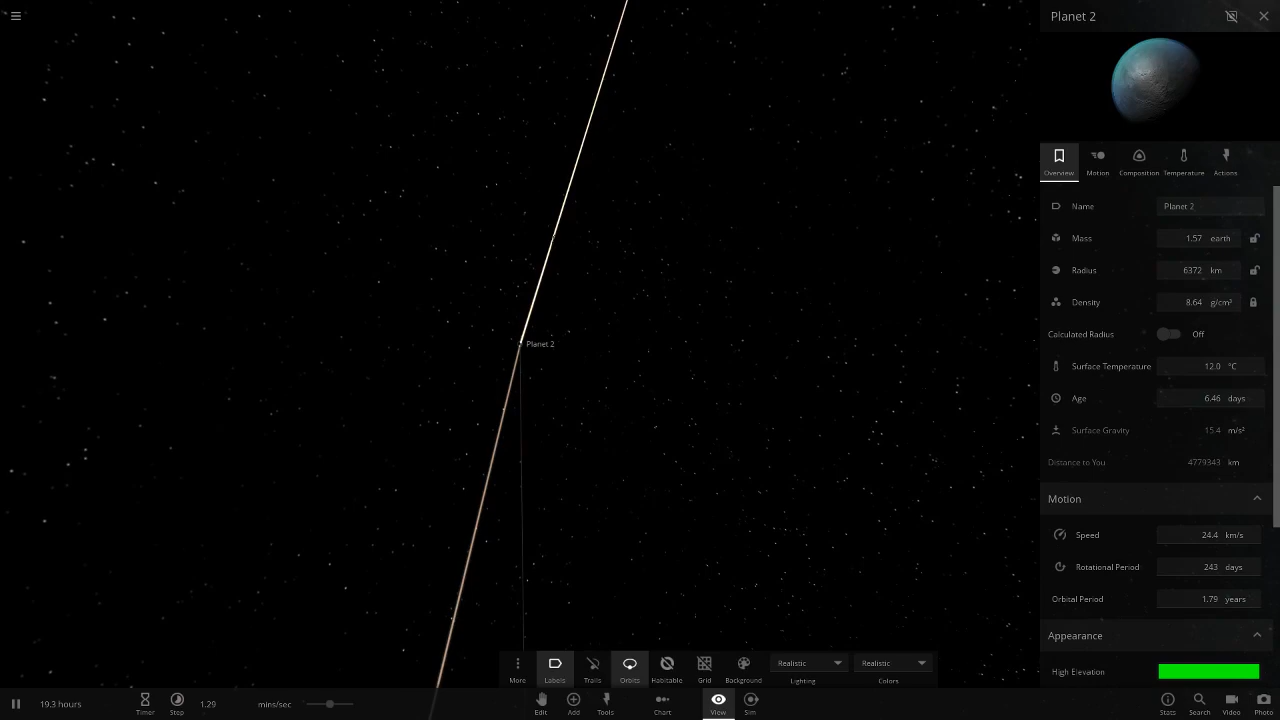 Planet 2
Overview Motion Composition Temperature Actions
Name Planet 2
Mass 1.57 earth
Radius 6372 km
Density 8.64 g/cm³
Calculated Radius Off
Surface Temperature 12.0 °C
Age 6.46 days
Surface Gravity 15.4 m/s²
Distance to You 4779343 km
Motion
Speed 24.4 km/s
Rotational Period 243 days
Orbital Period 1.79 years
Appearance
High Elevation
Planet 2
More Labels Trails Orbits Habitable Grid Background Realistic Lighting Realistic Colors
19.3 hours Timer Step 1.29 mins/sec Edit Add Tools Chart View Sim Stats Search Video Photo